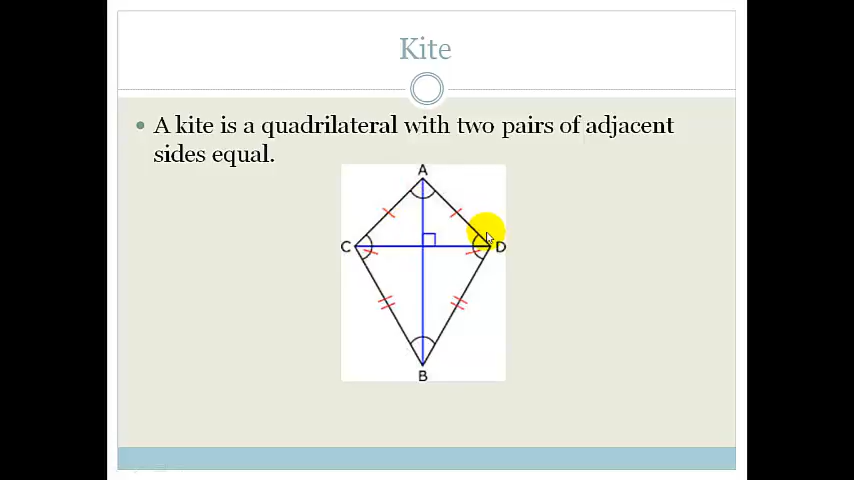 Kite
A kite is a quadrilateral with two pairs of adjacent
sides equal.
A
C
D
B